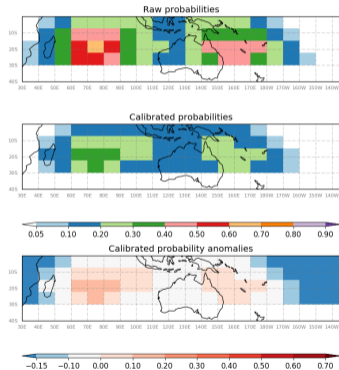 Raw probabilities
10S
20S
30S
40S
30E 40E 50E 60E 70E 80E 90E 100E 110E 120E 130E 140E 150E 160E 170E 180W 170W 160W 150W 140W
Calibrated probabilities
10S
20S
30S
40S
30E 40E 50E 60E 70E 80E 90E 100E 110E 120E 130E 140E 150E 160E 170E 180W 170W 160W 150W 140W
0.05 0.10 0.20 0.30 0.40 0.50 0.60 0.70 0.80 0.90
Calibrated probability anomalies
10S
20S
30S
40S
30E 40E 50E 60E 70E 80E 90E 100E 110E 120E 130E 140E 150E 160E 170E 180W 170W 160W 150W 140W
−0.15 −0.10 0.00 0.10 0.20 0.30 0.40 0.50 0.60 0.70